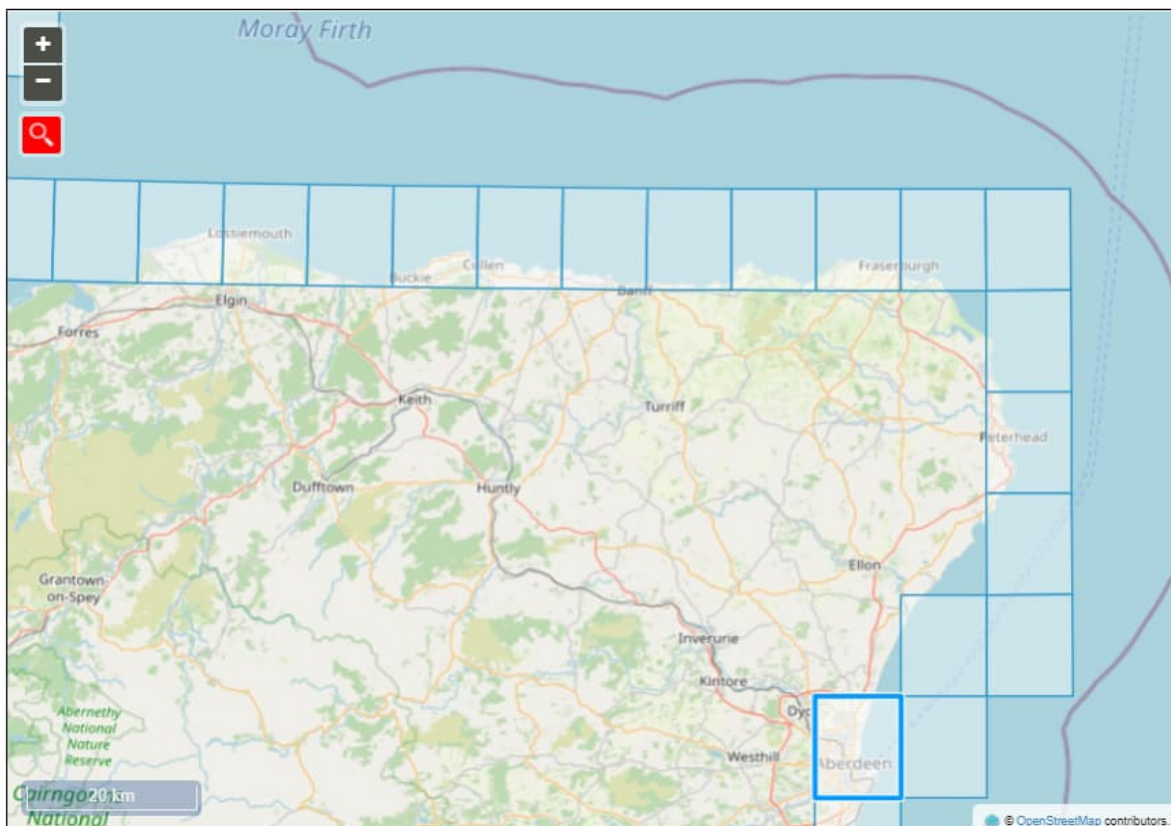 Moray Firth
+
−
Lossiemouth
Buckie
Cullen
Fraserburgh
Banff
Elgin
Forres
Keith
Turriff
Peterhead
Dufftown
Huntly
Ellon
Grantown-
on-Spey
Inverurie
Kintore
Dyc
Abernethy
National
Nature
Reserve
Westhill
Aberdeen
20 km
National
© OpenStreetMap contributors.